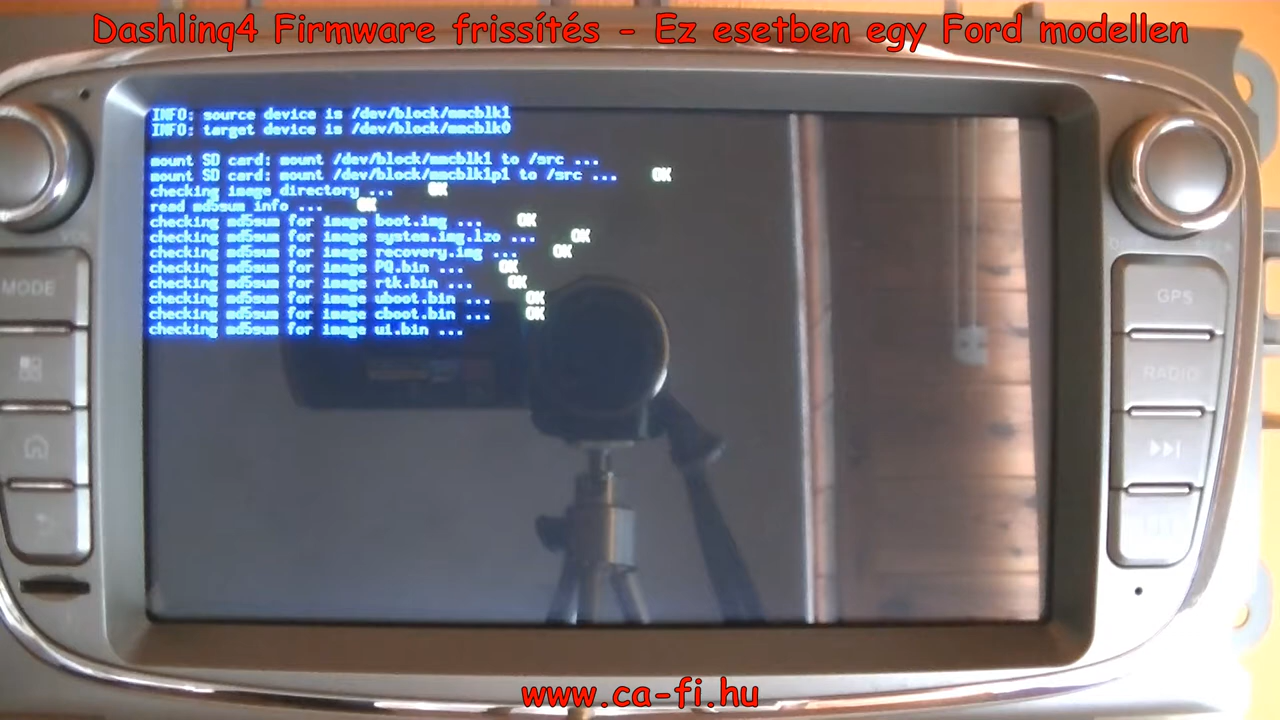 Dashlinq4 Firmware frissítés - Ez esetben egy Ford modellen
INFO: source device is /dev/block/mmcblk1
INFO: target device is /dev/block/mmcblk0
mount SD card: mount /dev/block/mmcblk1 to /src ...
mount SD card: mount /dev/block/mmcblk1p1 to /src ... OK
checking image directory ... OK
read md5sum info ... OK
checking md5sum for image boot.img ... OK
checking md5sum for image system.img.lzo ... OK
checking md5sum for image recovery.img ... OK
checking md5sum for image PQ.bin ... OK
checking md5sum for image rtk.bin ... OK
checking md5sum for image uboot.bin ... OK
checking md5sum for image cboot.bin ... OK
checking md5sum for image ui.bin ...
MODE
GPS
RADIO
www.ca-fi.hu